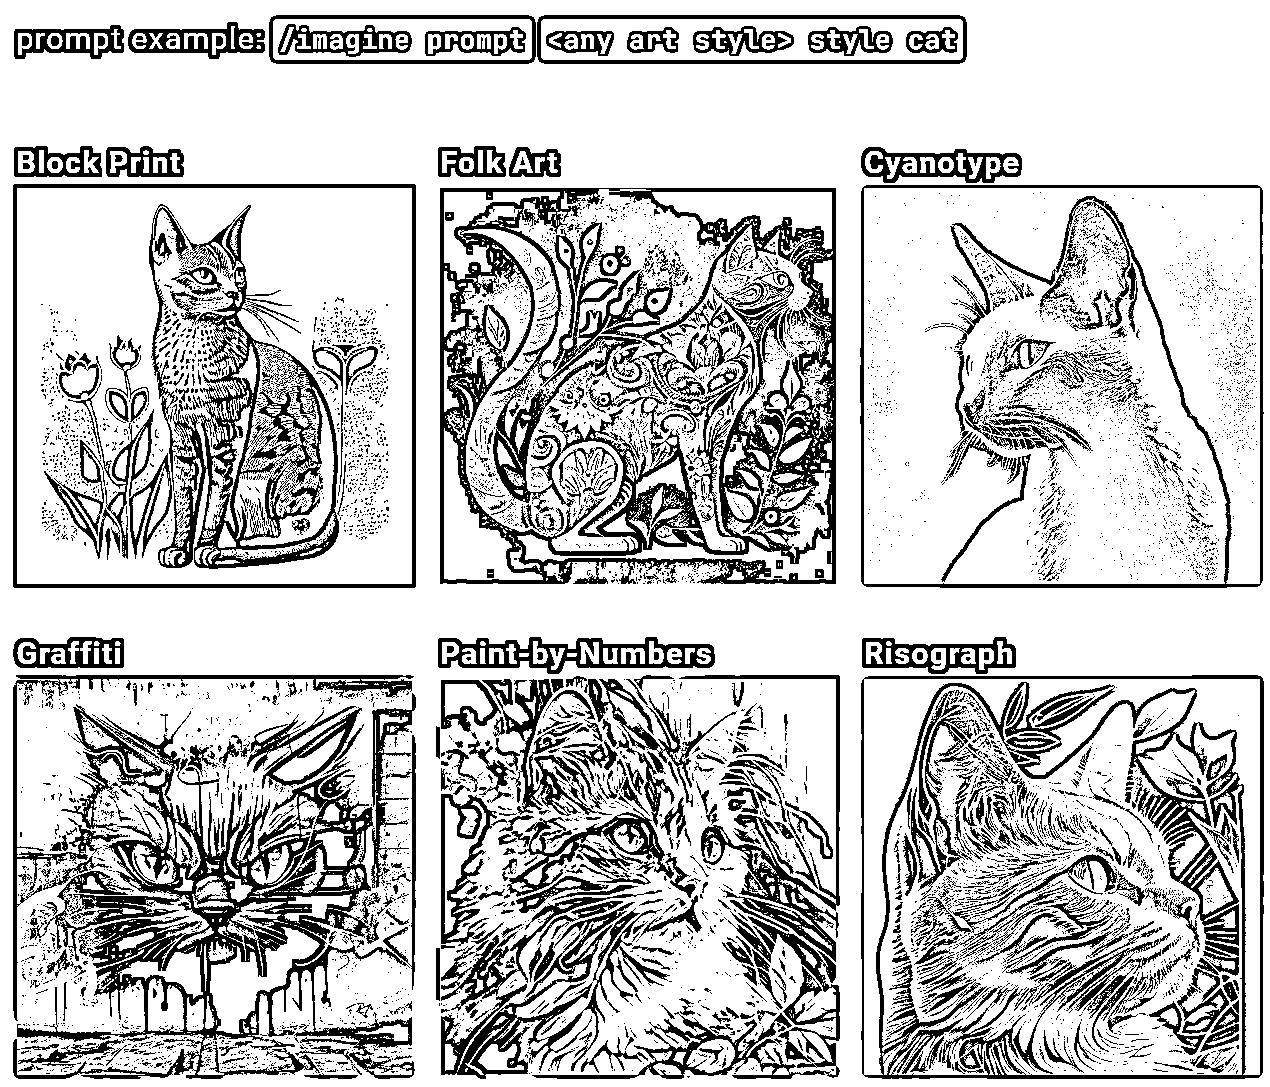 prompt example: /imagine prompt <any art style> style cat
Block Print Folk Art Cyanotype
Graffiti Paint-by-Numbers Risograph